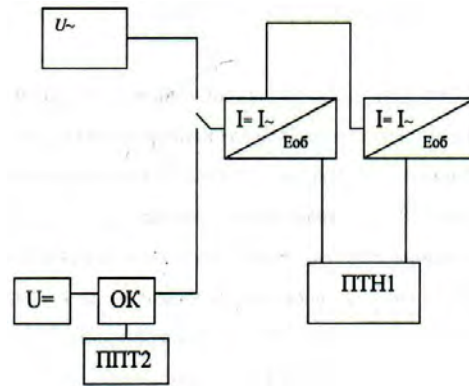 U~
I= I~
Eоб
I= I~
Eоб
ПТН1
U=
ОК
ППТ2